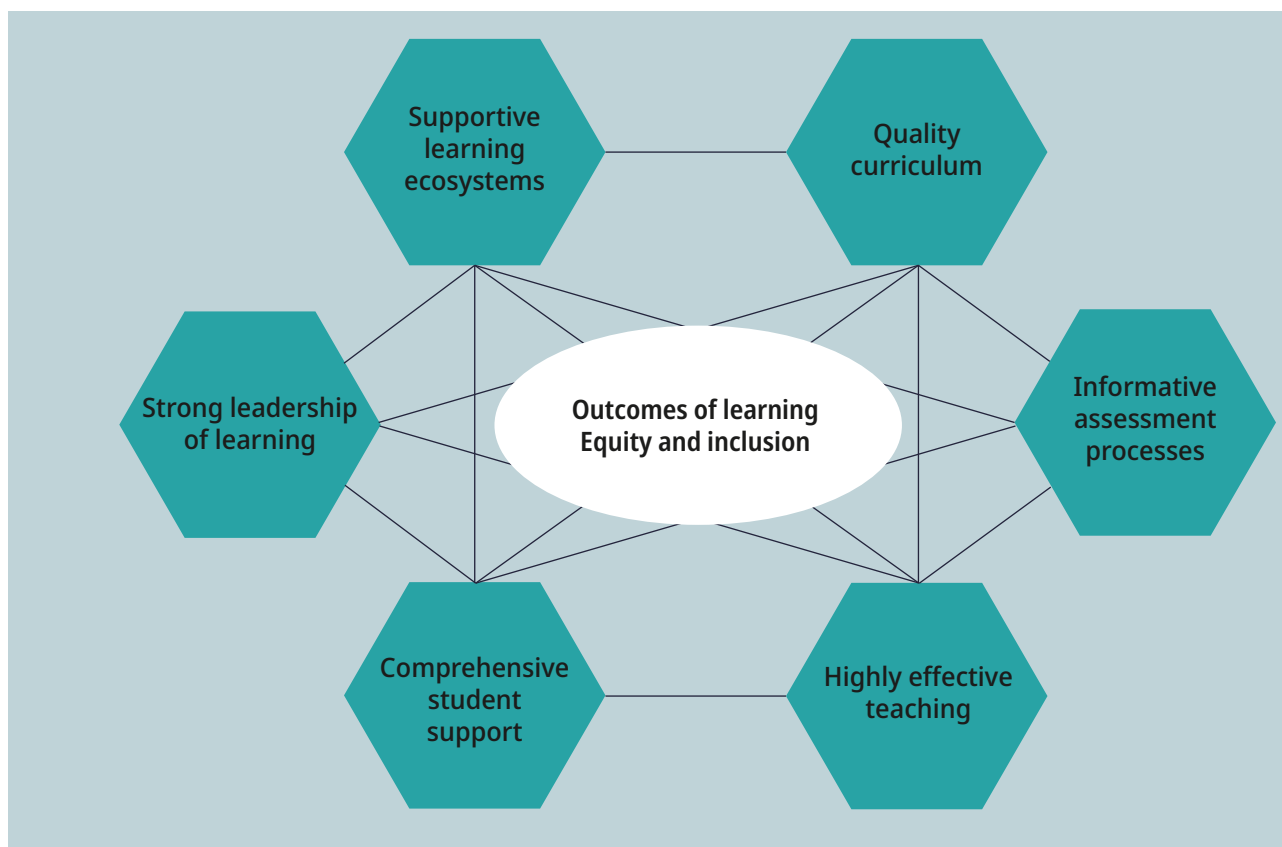 Supportive
learning
ecosystems
Quality
curriculum
Strong leadership
of learning
Outcomes of learning
Equity and inclusion
Informative
assessment
processes
Comprehensive
student
support
Highly effective
teaching